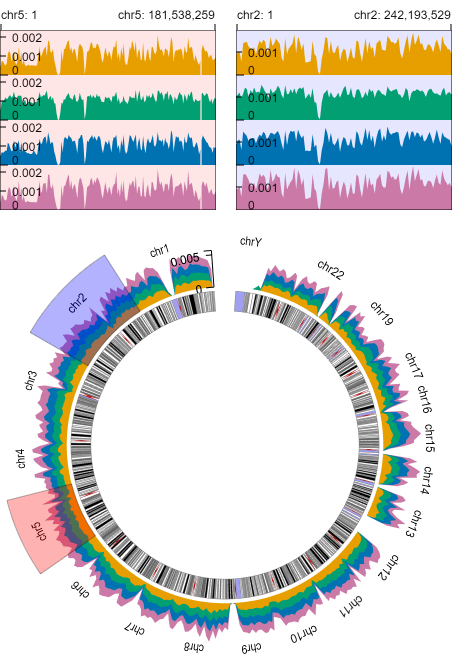 chr5: 1 chr5: 181,538,259
0.002
0.001
0
0.002
0.001
0
0.002
0.001
0
0.002
0.001
0
chr2: 1 chr2: 242,193,529
0.001
0
0.001
0
0.001
0
0.001
0
chr1
0.005
0
chrY
chr22
chr19
chr17
chr16
chr15
chr14
chr13
chr12
chr11
chr10
chr9
chr8
chr7
chr6
chr5
chr4
chr3
chr2